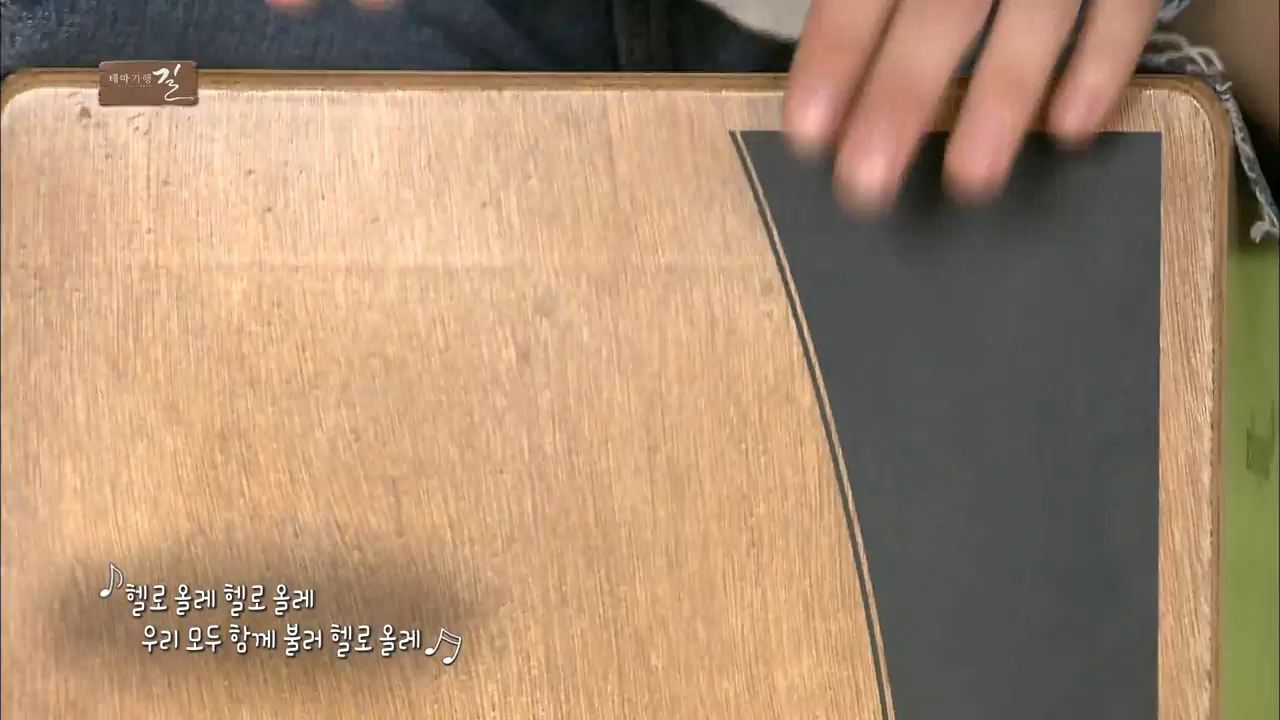 테마기행 길
헬로 올레 헬로 올레
우리 모두 함께 불러 헬로 올레